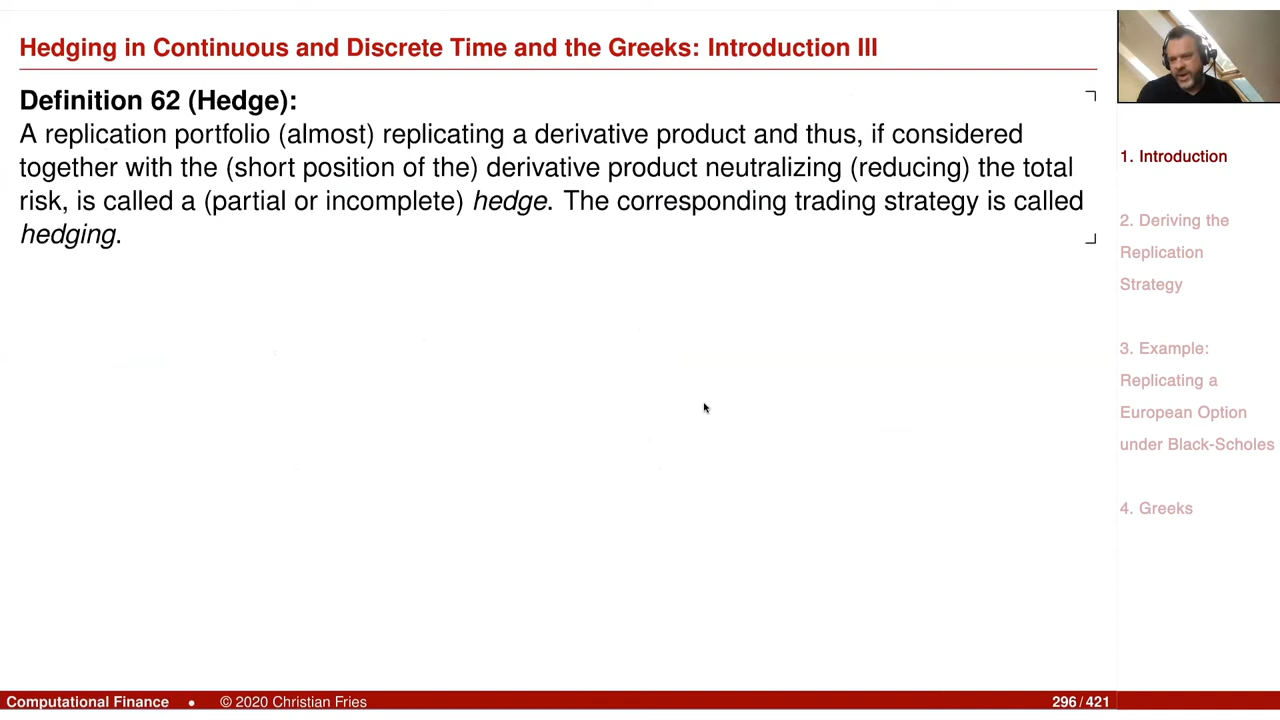 Hedging in Continuous and Discrete Time and the Greeks: Introduction III
Definition 62 (Hedge):
A replication portfolio (almost) replicating a derivative product and thus, if considered
together with the (short position of the) derivative product neutralizing (reducing) the total
risk, is called a (partial or incomplete) hedge. The corresponding trading strategy is called
hedging.
1. Introduction
2. Deriving the
Replication
Strategy
3. Example:
Replicating a
European Option
under Black-Scholes
4. Greeks
Computational Finance • © 2020 Christian Fries 296/421